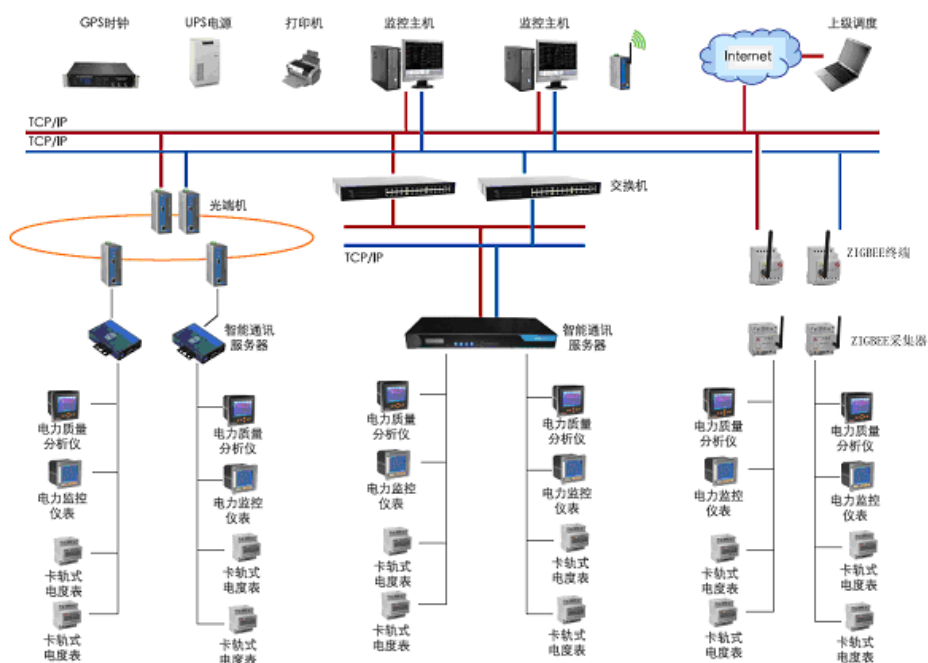 GPS时钟
UPS电源
打印机
监控主机
监控主机
Internet
上级调度
TCP/IP
TCP/IP
交换机
光端机
TCP/IP
ZIGBEE终端
智能通讯
服务器
智能通讯
服务器
ZIGBEE采集器
电力质量
分析仪
电力质量
分析仪
电力质量
分析仪
电力质量
分析仪
电力质量
分析仪
电力质量
分析仪
电力监控
仪表
电力监控
仪表
电力监控
仪表
电力监控
仪表
电力监控
仪表
电力监控
仪表
卡轨式
电度表
卡轨式
电度表
卡轨式
电度表
卡轨式
电度表
卡轨式
电度表
卡轨式
电度表
卡轨式
电度表
卡轨式
电度表
卡轨式
电度表
卡轨式
电度表
卡轨式
电度表
卡轨式
电度表